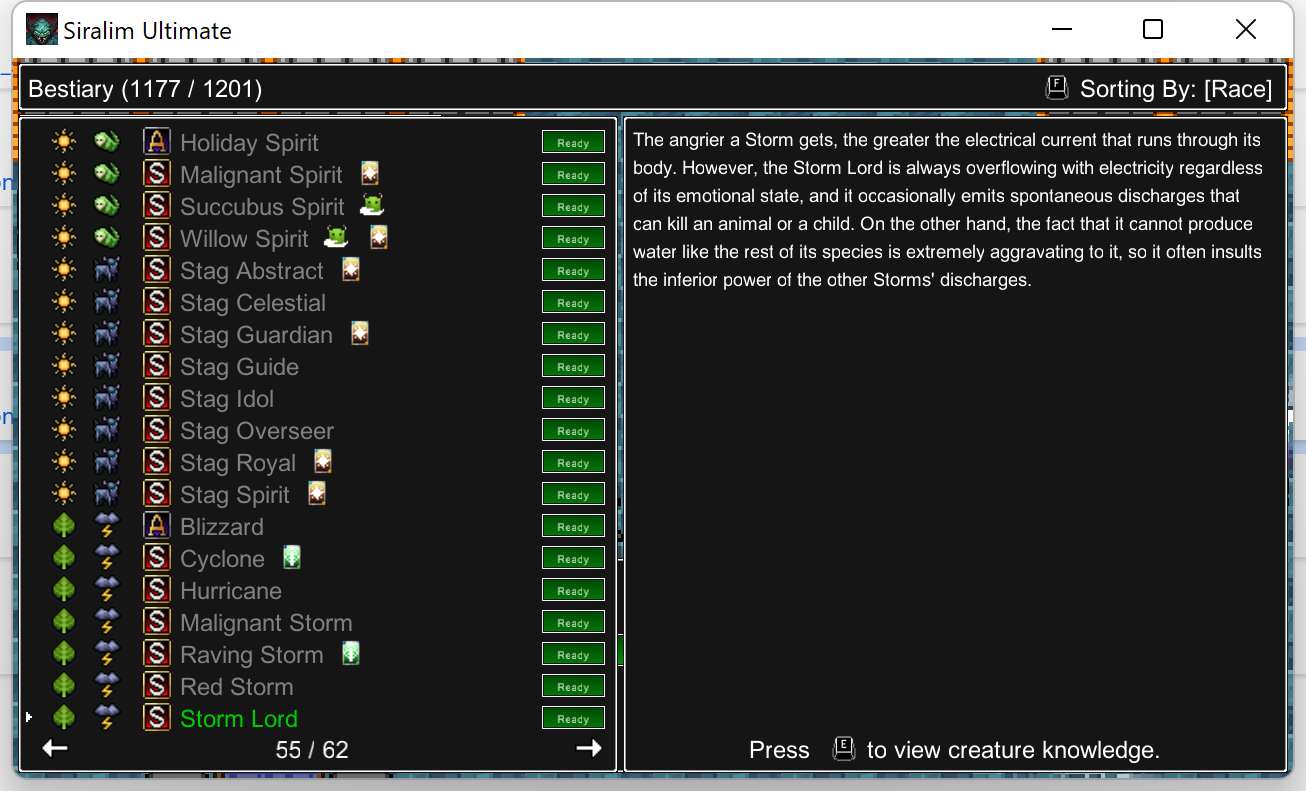 Siralim Ultimate
Bestiary (1177 / 1201)
F Sorting By: [Race]
A Holiday Spirit Ready
S Malignant Spirit Ready
S Succubus Spirit Ready
S Willow Spirit Ready
S Stag Abstract Ready
S Stag Celestial Ready
S Stag Guardian Ready
S Stag Guide Ready
S Stag Idol Ready
S Stag Overseer Ready
S Stag Royal Ready
S Stag Spirit Ready
A Blizzard Ready
S Cyclone Ready
S Hurricane Ready
S Malignant Storm Ready
S Raving Storm Ready
S Red Storm Ready
S Storm Lord Ready
55 / 62
The angrier a Storm gets, the greater the electrical current that runs through its
body. However, the Storm Lord is always overflowing with electricity regardless
of its emotional state, and it occasionally emits spontaneous discharges that
can kill an animal or a child. On the other hand, the fact that it cannot produce
water like the rest of its species is extremely aggravating to it, so it often insults
the inferior power of the other Storms' discharges.
Press E to view creature knowledge.